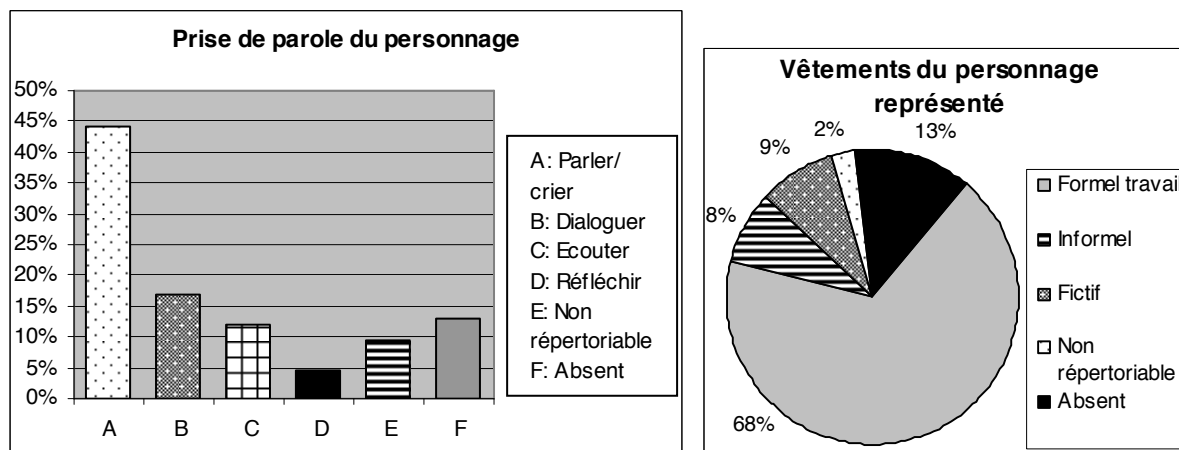 Prise de parole du personnage
50%
45%
40%
35%
30%
25%
20%
15%
10%
5%
0%
A B C D E F
A: Parler/
crier
B: Dialoguer
C: Ecouter
D: Réfléchir
E: Non
répertoriable
F: Absent
Vêtements du personnage
représenté
13%
2%
9%
8%
68%
Formel travail
Informel
Fictif
Non
répertoriable
Absent